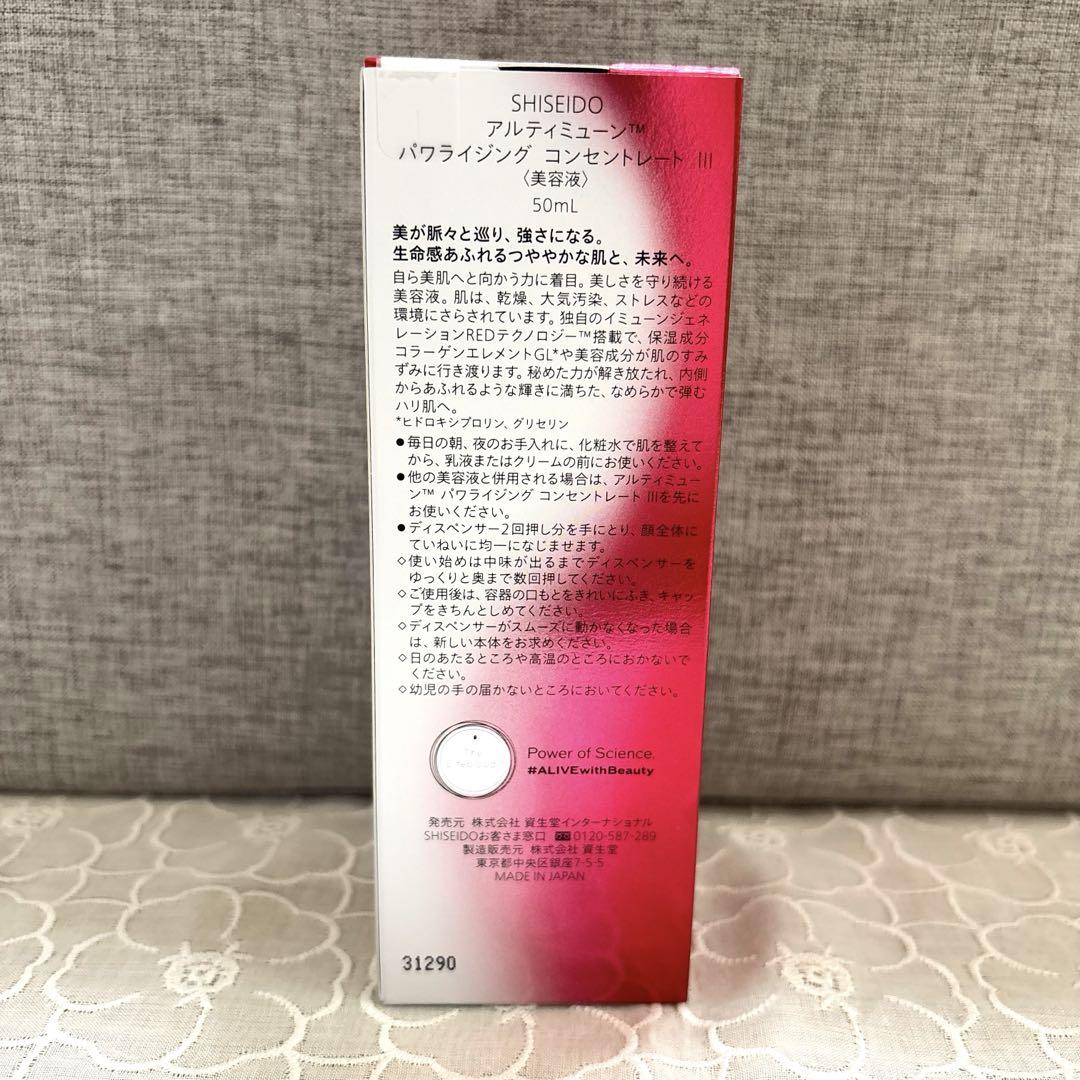 SHISEIDO
アルティミューン™
パワライジング コンセントレート III
〈美容液〉
50mL
美が脈々と巡り、強さになる。
生命感あふれるつややかな肌と、未来へ。
自ら美肌へと向かう力に着目。美しさを守り続ける
美容液。肌は、乾燥、大気汚染、ストレスなどの
環境にさらされています。独自のイミューンジェネ
レーションREDテクノロジー™搭載で、保湿成分
コラーゲンエレメントGL*や美容成分が肌のすみ
ずみに行き渡ります。秘めた力が解き放たれ、内側
からあふれるような輝きに満ちた、なめらかで弾む
ハリ肌へ。
*ヒドロキシプロリン、グリセリン
●毎日の朝、夜のお手入れに、化粧水で肌を整えて
から、乳液またはクリームの前にお使いください。
●他の美容液と併用される場合は、アルティミュー
ン™ パワライジング コンセントレート IIIを先に
お使いください。
●ディスペンサー2回押し分を手にとり、顔全体に
ていねいに均一になじませます。
◇使い始めは中味が出るまでディスペンサーを
ゆっくりと奥まで数回押してください。
◇ご使用後は、容器の口もとをきれいにふき、キャッ
プをきちんとしめてください。
◇ディスペンサーがスムーズに動かなくなった場合
は、新しい本体をお求めください。
◇日のあたるところや高温のところにおかないで
ください。
◇幼児の手の届かないところにおいてください。
The
Lifeblood
Power of Science.
#ALIVEwithBeauty
発売元 株式会社 資生堂インターナショナル
SHISEIDOお客さま窓口 0120-587-289
製造販売元 株式会社 資生堂
東京都中央区銀座7-5-5
MADE IN JAPAN
31290